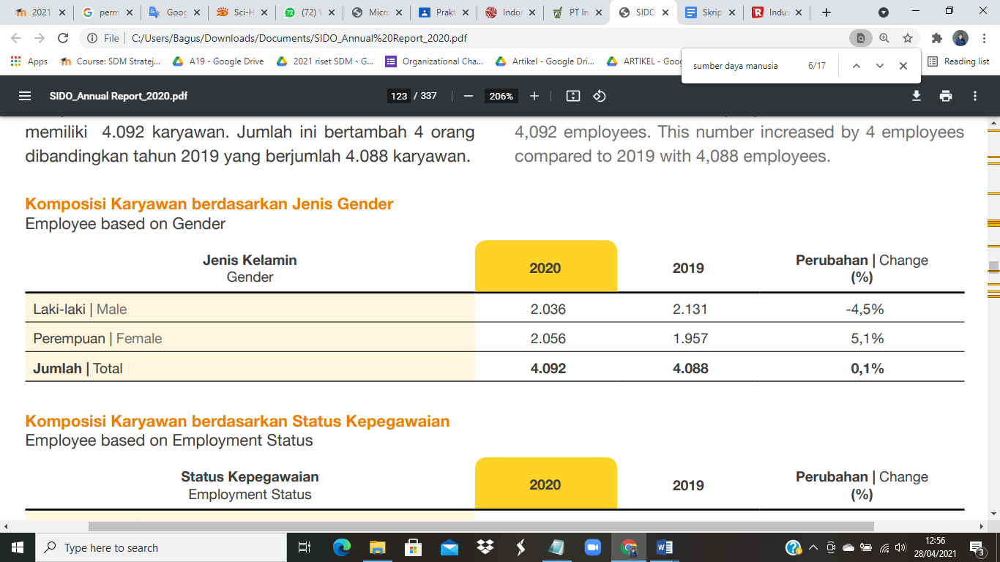 2021
perm
Goog
Sci-H
(72) \
Micro
Prakt
Indor
PT In
SIDO
Skrip
Indus
File | C:/Users/Bagus/Downloads/Documents/SIDO_Annual%20Report_2020.pdf
Apps Course: SDM Stratej... A19 - Google Drive 2021 riset SDM - G... Organizational Cha... Artikel - Google Dri... ARTIKEL - Goog Reading list
sumber daya manusia 6/17
SIDO_Annual Report_2020.pdf 123 / 337 206%
memiliki 4.092 karyawan. Jumlah ini bertambah 4 orang
dibandingkan tahun 2019 yang berjumlah 4.088 karyawan.
4,092 employees. This number increased by 4 employees
compared to 2019 with 4,088 employees.
Komposisi Karyawan berdasarkan Jenis Gender
Employee based on Gender
Jenis Kelamin
Gender
2020
2019
Perubahan | Change
(%)
Laki-laki | Male 2.036 2.131 -4,5%
Perempuan | Female 2.056 1.957 5,1%
Jumlah | Total 4.092 4.088 0,1%
Komposisi Karyawan berdasarkan Status Kepegawaian
Employee based on Employment Status
Status Kepegawaian
Employment Status
2020
2019
Perubahan | Change
(%)
Type here to search
12:56
28/04/2021
3